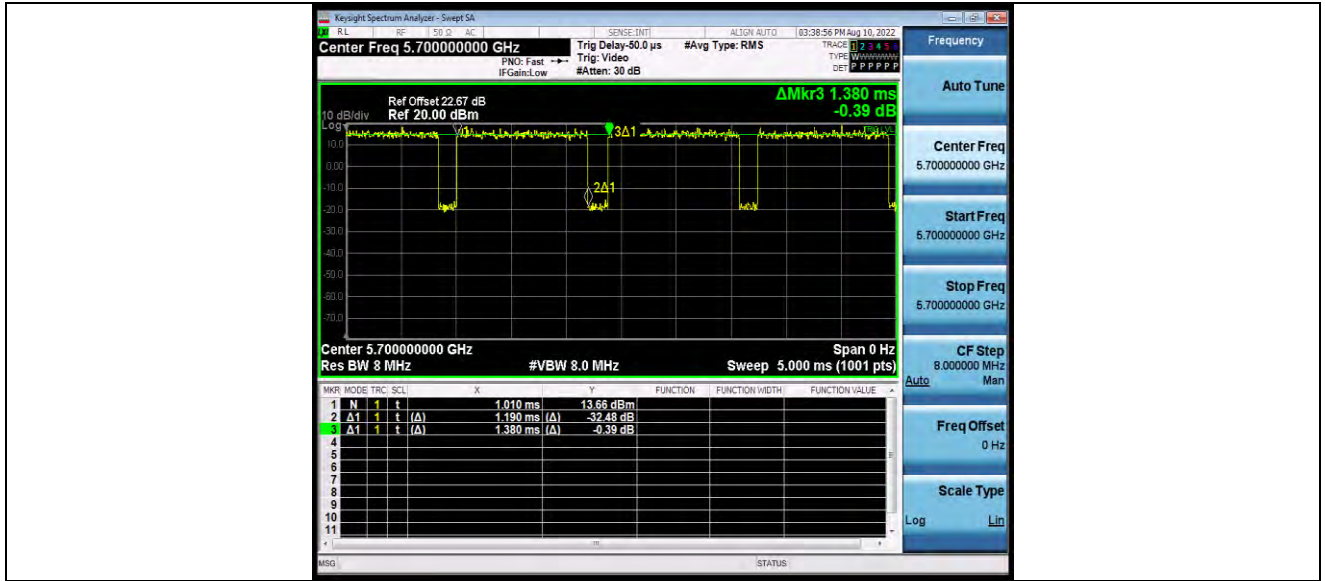 Keysight Spectrum Analyzer - Swept SA
RL RF 50 Ω AC SENSE:INT ALIGN AUTO 03:38:56 PM Aug 10, 2022
Center Freq 5.700000000 GHz
PNO: Fast
IFGain:Low
Trig Delay-50.0 µs
Trig: Video
#Atten: 30 dB
#Avg Type: RMS
TRACE 1 2 3 4 5 6
TYPE WWWWWW
DET P P P P P P
Frequency
ΔMkr3 1.380 ms
-0.39 dB
Ref Offset 22.67 dB
10 dB/div Ref 20.00 dBm
Log
10.0
0.00
-10.0
-20.0
-30.0
-40.0
-50.0
-60.0
-70.0
3Δ1
2Δ1
Center 5.700000000 GHz Span 0 Hz
Res BW 8 MHz #VBW 8.0 MHz Sweep 5.000 ms (1001 pts)
MKR MODE TRC SCL X Y FUNCTION FUNCTION WIDTH FUNCTION VALUE
1 N 1 t 1.010 ms 13.66 dBm
2 Δ1 1 t (Δ) 1.190 ms (Δ) -32.48 dB
3 Δ1 1 t (Δ) 1.380 ms (Δ) -0.39 dB
4
5
6
7
8
9
10
11
MSG STATUS
Auto Tune
Center Freq
5.700000000 GHz
Start Freq
5.700000000 GHz
Stop Freq
5.700000000 GHz
CF Step
8.000000 MHz
Auto Man
Freq Offset
0 Hz
Scale Type
Log Lin